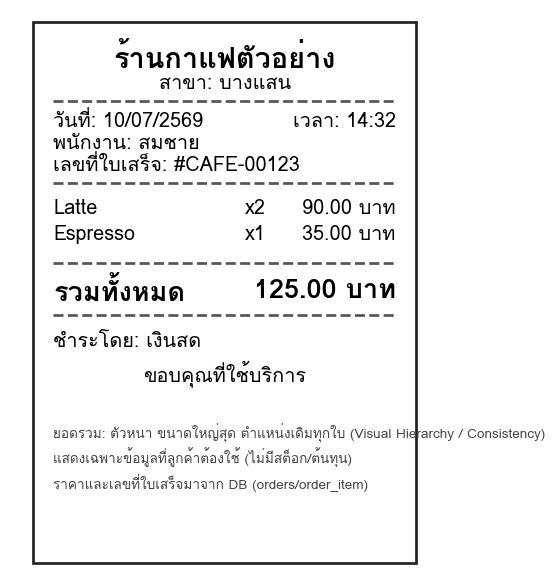 ร้านกาแฟตัวอย่าง
สาขา: บางแสน
วันที่: 10/07/2569 เวลา: 14:32
พนักงาน: สมชาย
เลขที่ใบเสร็จ: #CAFE-00123
Latte x2 90.00 บาท
Espresso x1 35.00 บาท
รวมทั้งหมด 125.00 บาท
ชำระโดย: เงินสด
ขอบคุณที่ใช้บริการ
ยอดรวม: ตัวหนา ขนาดใหญ่สุด ตำแหน่งเดิมทุกใบ (Visual Hierarchy / Consistency)
แสดงเฉพาะข้อมูลที่ลูกค้าต้องใช้ (ไม่มีสต็อก/ต้นทุน)
ราคาและเลขที่ใบเสร็จมาจาก DB (orders/order_item)